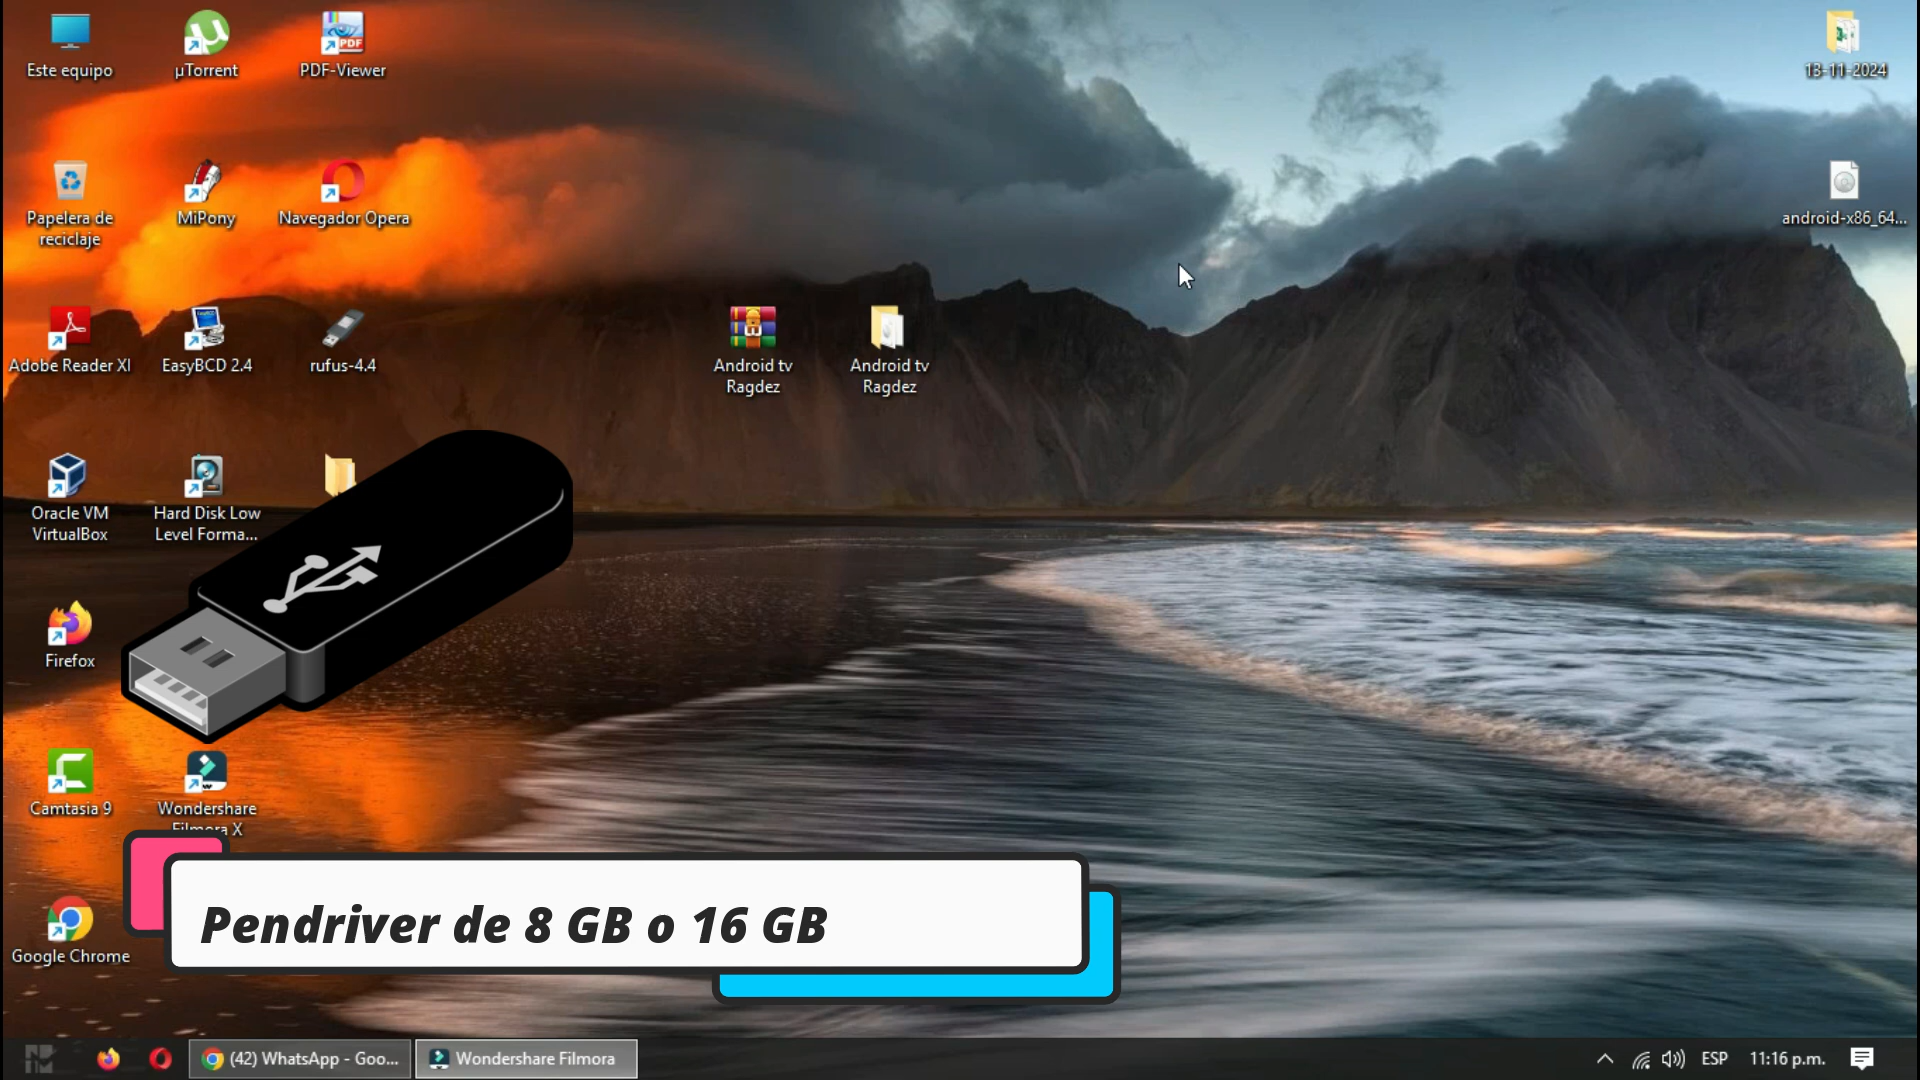 Este equipo
µTorrent
PDF-Viewer
13-11-2024
Papelera de
reciclaje
MiPony
Navegador Opera
android-x86_64...
Adobe Reader XI
EasyBCD 2.4
rufus-4.4
Android tv
Ragdez
Android tv
Ragdez
Oracle VM
VirtualBox
Hard Disk Low
Level Forma...
Firefox
Camtasia 9
Wondershare
Filmora X
Google Chrome
Pendriver de 8 GB o 16 GB
(42) WhatsApp - Goo...
Wondershare Filmora
ESP
11:16 p.m.